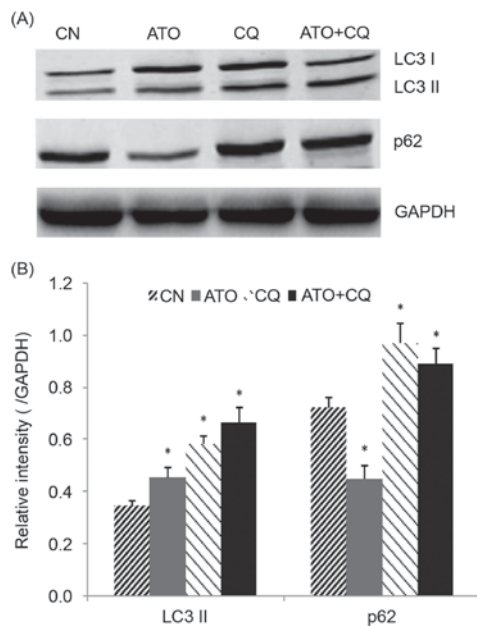 (A)
CN ATO CQ ATO+CQ
LC3 I
LC3 II
p62
GAPDH
(B)
1.2
CN ATO CQ ATO+CQ
1.0
0.8
0.6
0.4
0.2
0.0
Relative intensity ( /GAPDH)
* * * * * *
LC3 II p62